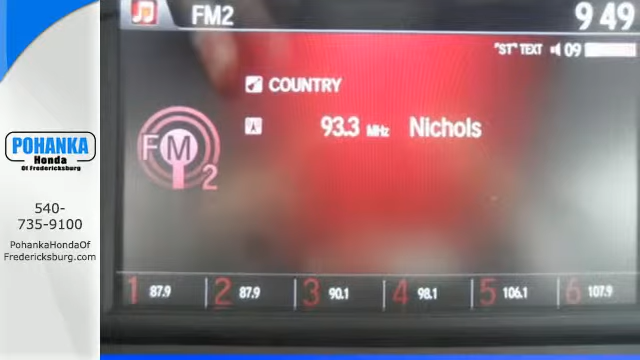 FM2
9 49
"ST" TEXT 09
COUNTRY
93.3 MHz Nichols
FM2
1 87.9 2 87.9 3 90.1 4 98.1 5 106.1 6 107.9
POHANKA
Honda
Of Fredericksburg
540-
735-9100
PohankaHondaOf
Fredericksburg.com